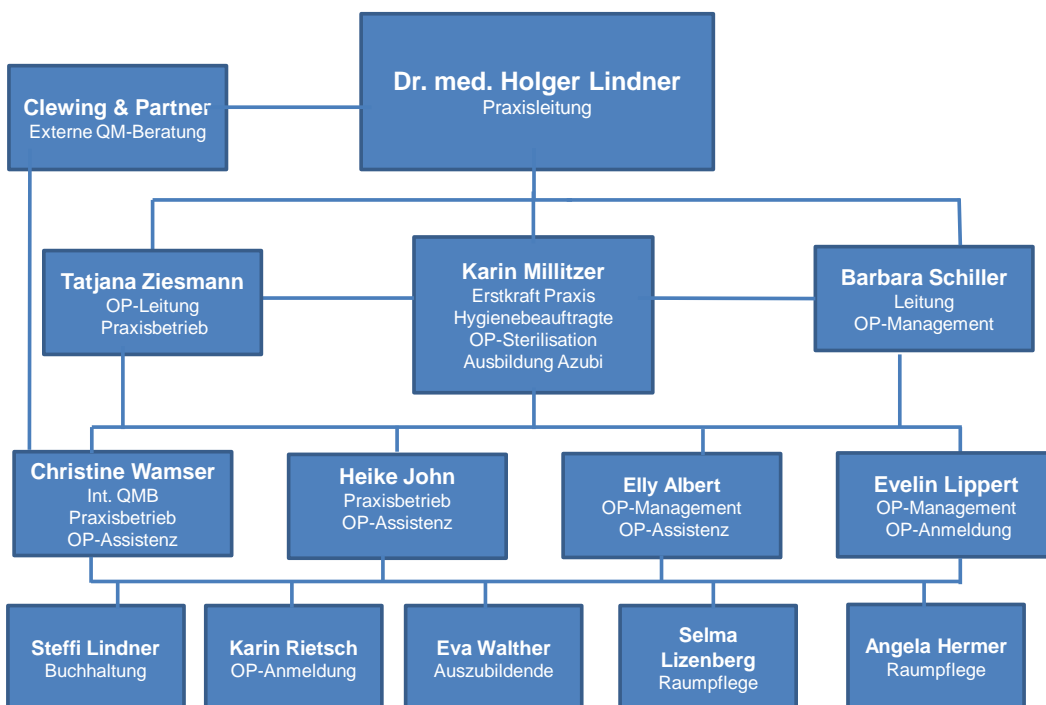 Dr. med. Holger Lindner
Praxisleitung
Clewing & Partner
Externe QM-Beratung
Tatjana Ziesmann
OP-Leitung
Praxisbetrieb
Karin Millitzer
Erstkraft Praxis
Hygienebeauftragte
OP-Sterilisation
Ausbildung Azubi
Barbara Schiller
Leitung
OP-Management
Christine Wamser
Int. QMB
Praxisbetrieb
OP-Assistenz
Heike John
Praxisbetrieb
OP-Assistenz
Elly Albert
OP-Management
OP-Assistenz
Evelin Lippert
OP-Management
OP-Anmeldung
Steffi Lindner
Buchhaltung
Karin Rietsch
OP-Anmeldung
Eva Walther
Auszubildende
Selma
Lizenberg
Raumpflege
Angela Hermer
Raumpflege